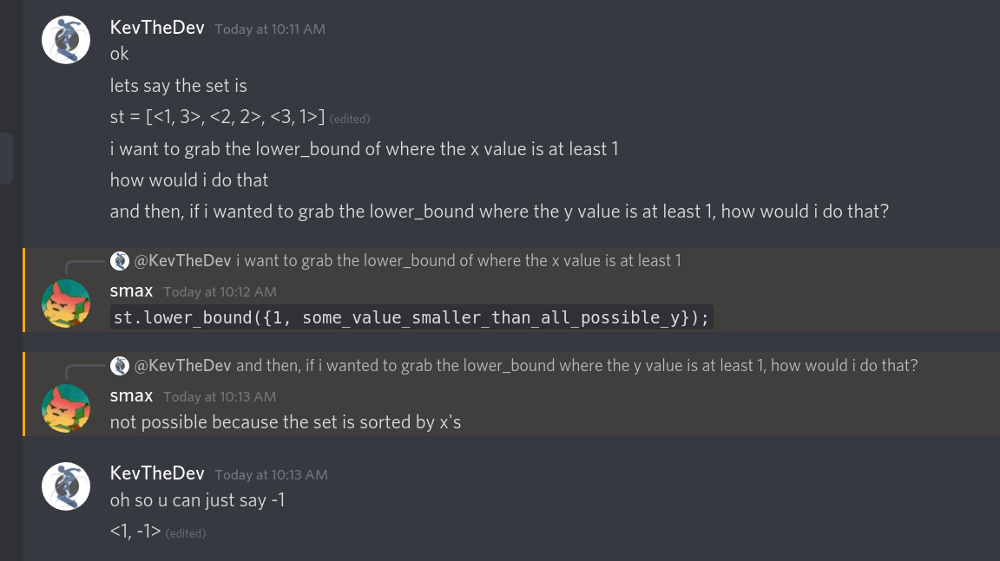 KevTheDev Today at 10:11 AM
ok
lets say the set is
st = [<1, 3>, <2, 2>, <3, 1>] (edited)
i want to grab the lower_bound of where the x value is at least 1
how would i do that
and then, if i wanted to grab the lower_bound where the y value is at least 1, how would i do that?
@KevTheDev i want to grab the lower_bound of where the x value is at least 1
smax Today at 10:12 AM
st.lower_bound({1, some_value_smaller_than_all_possible_y});
@KevTheDev and then, if i wanted to grab the lower_bound where the y value is at least 1, how would i do that?
smax Today at 10:13 AM
not possible because the set is sorted by x's
KevTheDev Today at 10:13 AM
oh so u can just say -1
<1, -1> (edited)